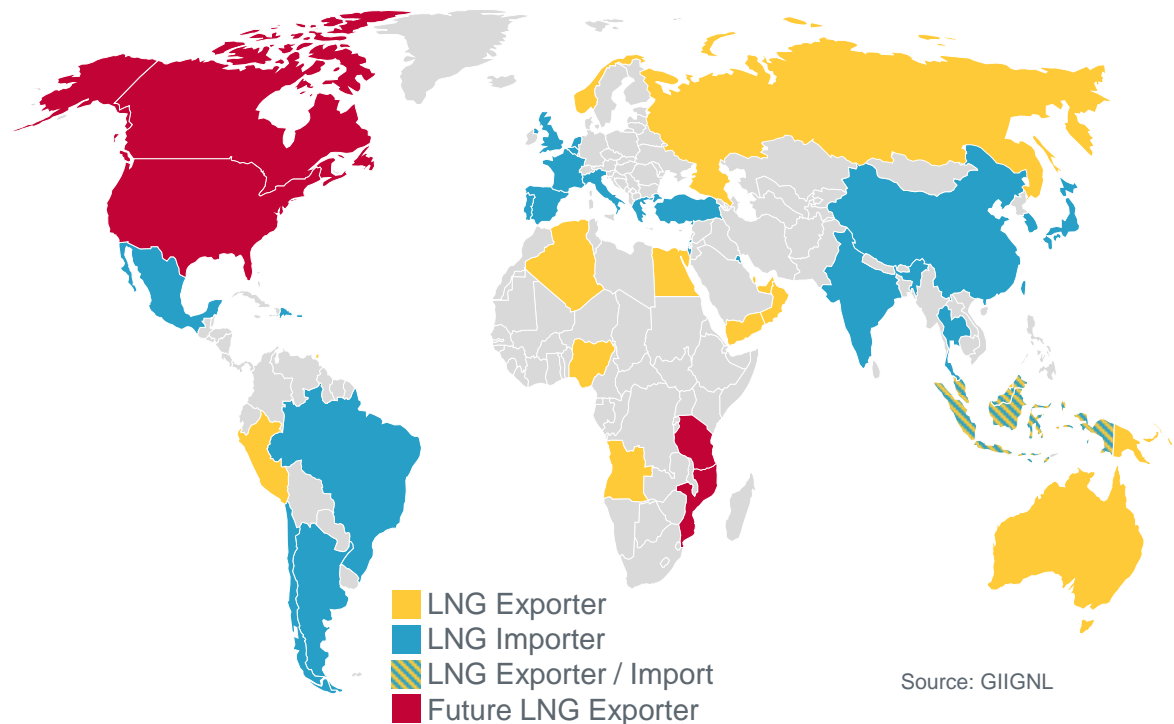 LNG Exporter
LNG Importer
LNG Exporter / Import
Future LNG Exporter
Source: GIIGNL